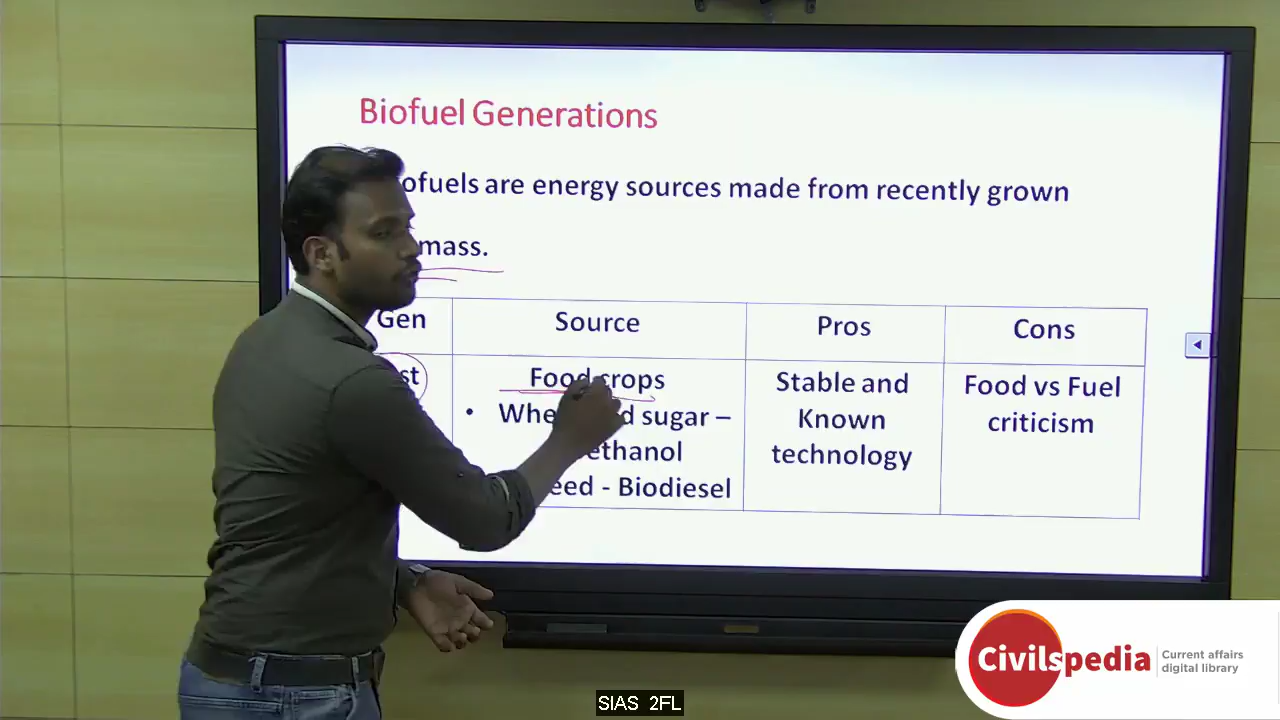 Biofuel Generations
ofuels are energy sources made from recently grown
mass.
Gen Source Pros Cons
st Food crops Stable and Known technology Food vs Fuel criticism
• Whe d sugar –
ethanol
eed - Biodiesel
Civilspedia
Current affairs
digital library
SIAS 2FL